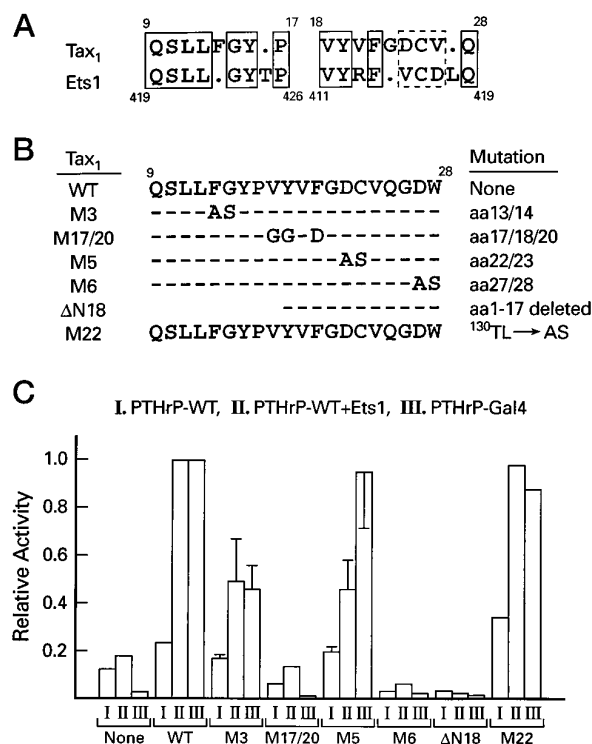 A
9 17 18 28
Tax1 QSLLFGY.P VYVFGDCV.Q
Ets1 QSLL.GYTP VYRF.VCDLQ
419 426 411 419
B
Tax1 9 28 Mutation
WT QSLLFGYPVYVFGDCVQGDW None
M3 ----AS-------------- aa13/14
M17/20 --------GG-D-------- aa17/18/20
M5 -------------AS----- aa22/23
M6 ------------------AS aa27/28
ΔN18 ----------- aa1-17 deleted
M22 QSLLFGYPVYVFGDCVQGDW 130TL→AS
C
I. PTHrP-WT, II. PTHrP-WT+Ets1, III. PTHrP-Gal4
Relative Activity
1.0
0.8
0.6
0.4
0.2
I II III I II III I II III I II III I II III I II III I II III I II III
None WT M3 M17/20 M5 M6 ΔN18 M22